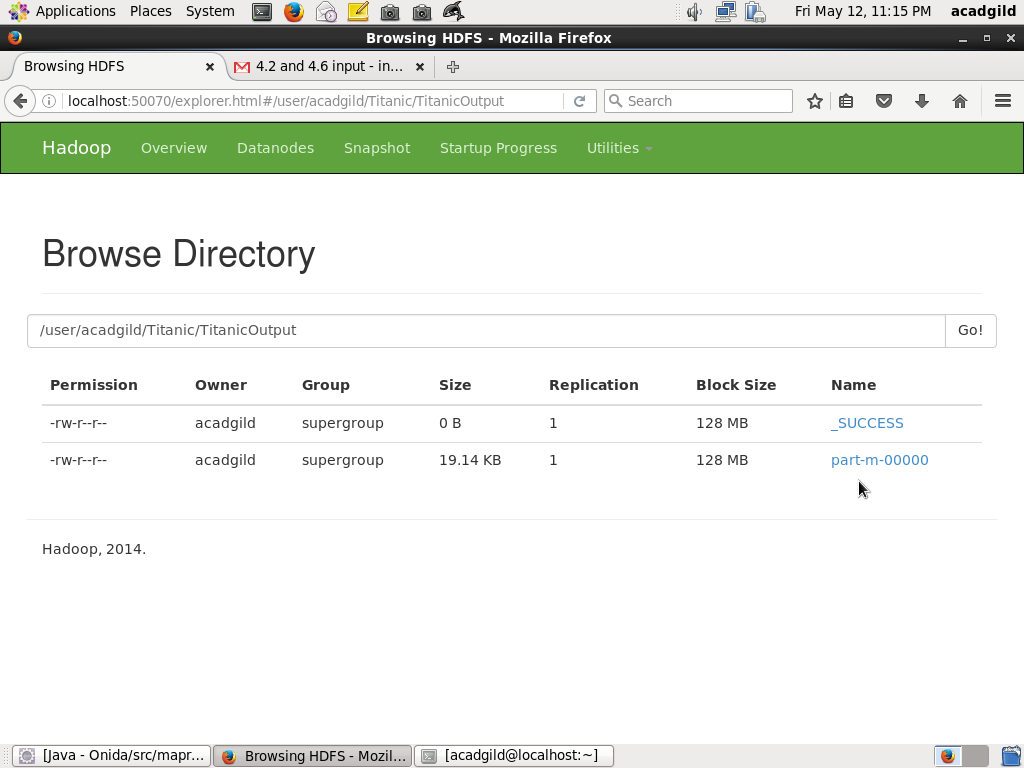 Applications Places System Fri May 12, 11:15 PM acadgild
Browsing HDFS - Mozilla Firefox
Browsing HDFS 4.2 and 4.6 input - in...
localhost:50070/explorer.html#/user/acadgild/Titanic/TitanicOutput Search
Hadoop Overview Datanodes Snapshot Startup Progress Utilities
Browse Directory
/user/acadgild/Titanic/TitanicOutput Go!
Permission Owner Group Size Replication Block Size Name
-rw-r--r-- acadgild supergroup 0 B 1 128 MB _SUCCESS
-rw-r--r-- acadgild supergroup 19.14 KB 1 128 MB part-m-00000
Hadoop, 2014.
[Java - Onida/src/mapr... Browsing HDFS - Mozil... [acadgild@localhost:~]